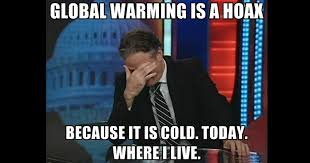 GLOBAL WARMING IS A HOAX
BECAUSE IT IS COLD. TODAY.
WHERE I LIVE.